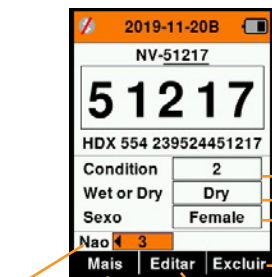 2019-11-20B
NV-51217
51217
HDX 554 239524451217
Condition 2
Wet or Dry Dry
Sexo Female
Nao 3
Mais Editar Excluir